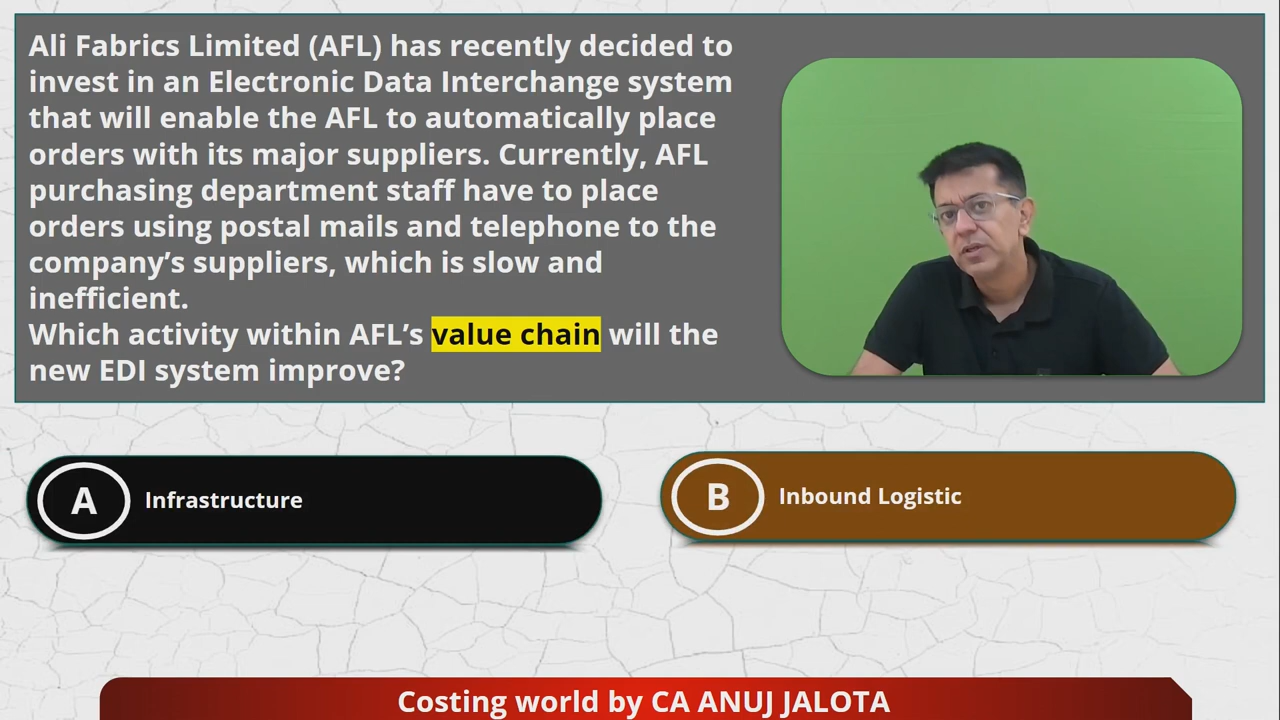 Ali Fabrics Limited (AFL) has recently decided to
invest in an Electronic Data Interchange system
that will enable the AFL to automatically place
orders with its major suppliers. Currently, AFL
purchasing department staff have to place
orders using postal mails and telephone to the
company’s suppliers, which is slow and
inefficient.
Which activity within AFL’s value chain will the
new EDI system improve?
A Infrastructure
B Inbound Logistic
Costing world by CA ANUJ JALOTA